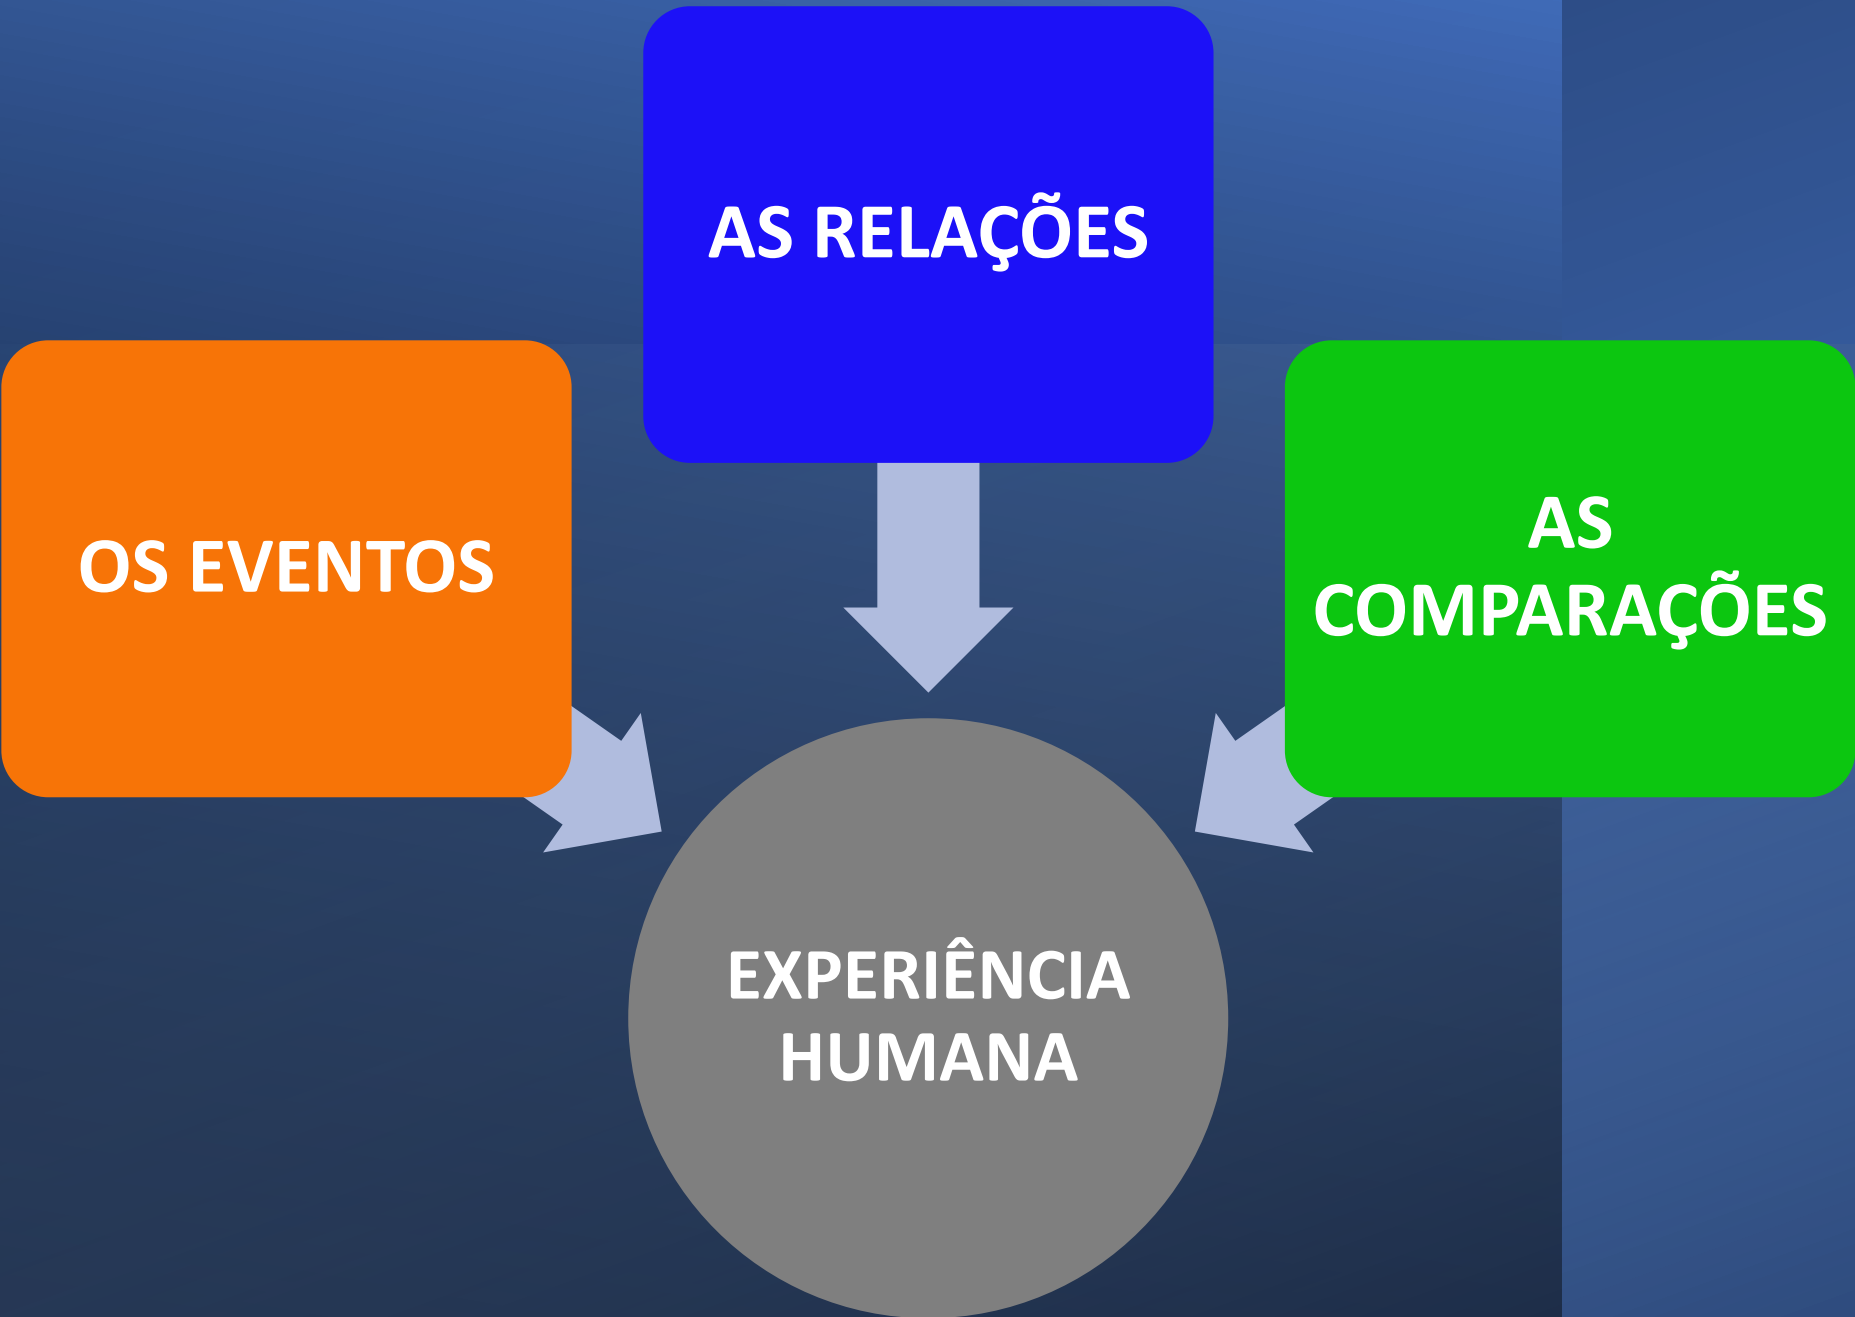 AS RELAÇÕES
OS EVENTOS
AS
COMPARAÇÕES
EXPERIÊNCIA
HUMANA